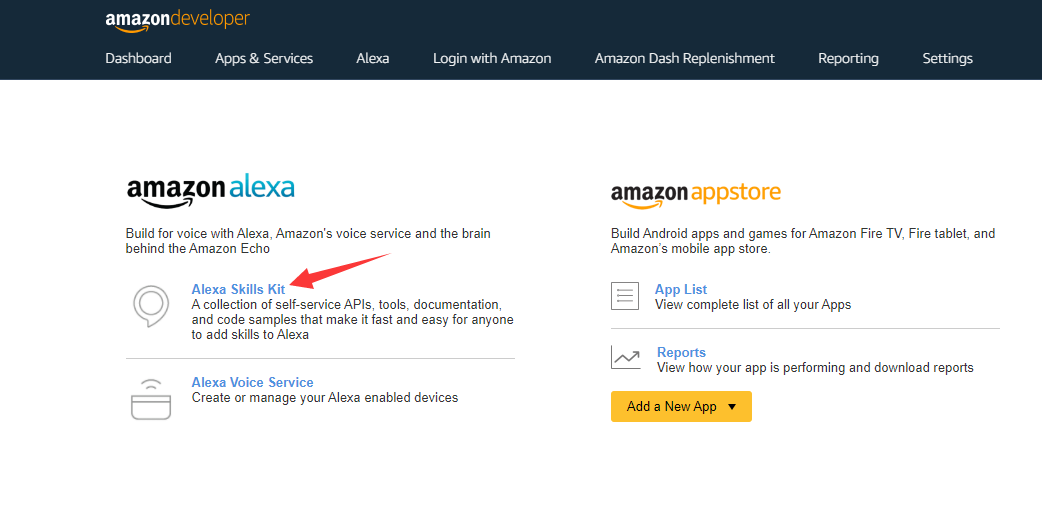 amazondeveloper
Dashboard Apps & Services Alexa Login with Amazon Amazon Dash Replenishment Reporting Settings
amazon alexa
Build for voice with Alexa, Amazon's voice service and the brain
behind the Amazon Echo
Alexa Skills Kit
A collection of self-service APIs, tools, documentation,
and code samples that make it fast and easy for anyone
to add skills to Alexa
Alexa Voice Service
Create or manage your Alexa enabled devices
amazon appstore
Build Android apps and games for Amazon Fire TV, Fire tablet, and
Amazon's mobile app store.
App List
View complete list of all your Apps
Reports
View how your app is performing and download reports
Add a New App